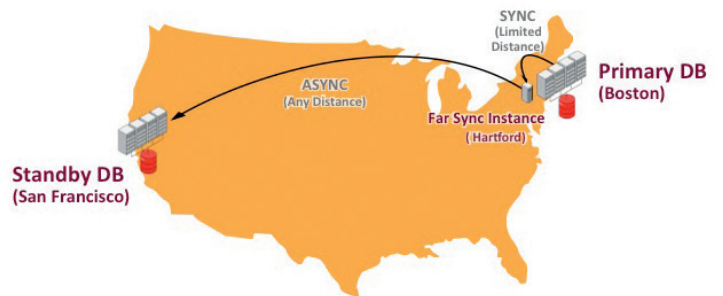 SYNC
(Limited
Distance)
Primary DB
(Boston)
ASYNC
(Any Distance)
Far Sync Instance
( Hartford)
Standby DB
(San Francisco)